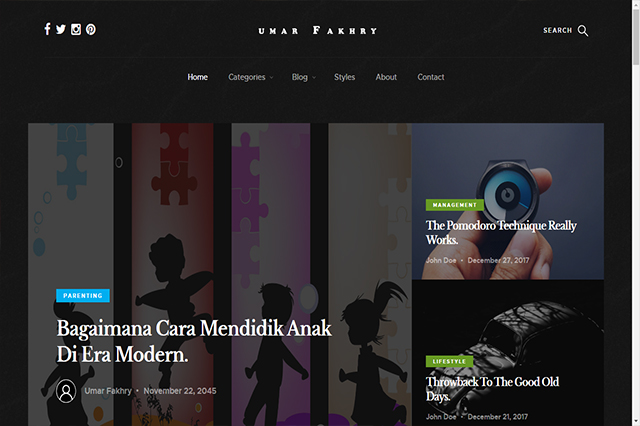 umar Fakhry
SEARCH
Home Categories Blog Styles About Contact
PARENTING
Bagaimana Cara Mendidik Anak
Di Era Modern.
Umar Fakhry • November 22, 2045
MANAGEMENT
The Pomodoro Technique Really
Works.
John Doe • December 27, 2017
LIFESTYLE
Throwback To The Good Old
Days.
John Doe • December 21, 2017